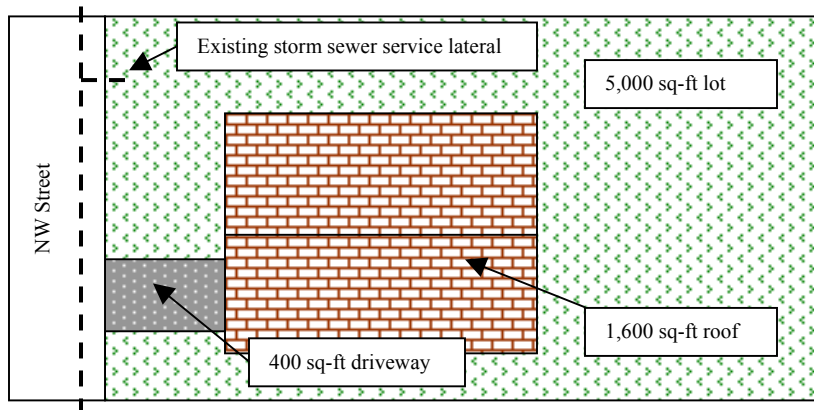 Existing storm sewer service lateral
5,000 sq-ft lot
NW Street
1,600 sq-ft roof
400 sq-ft driveway